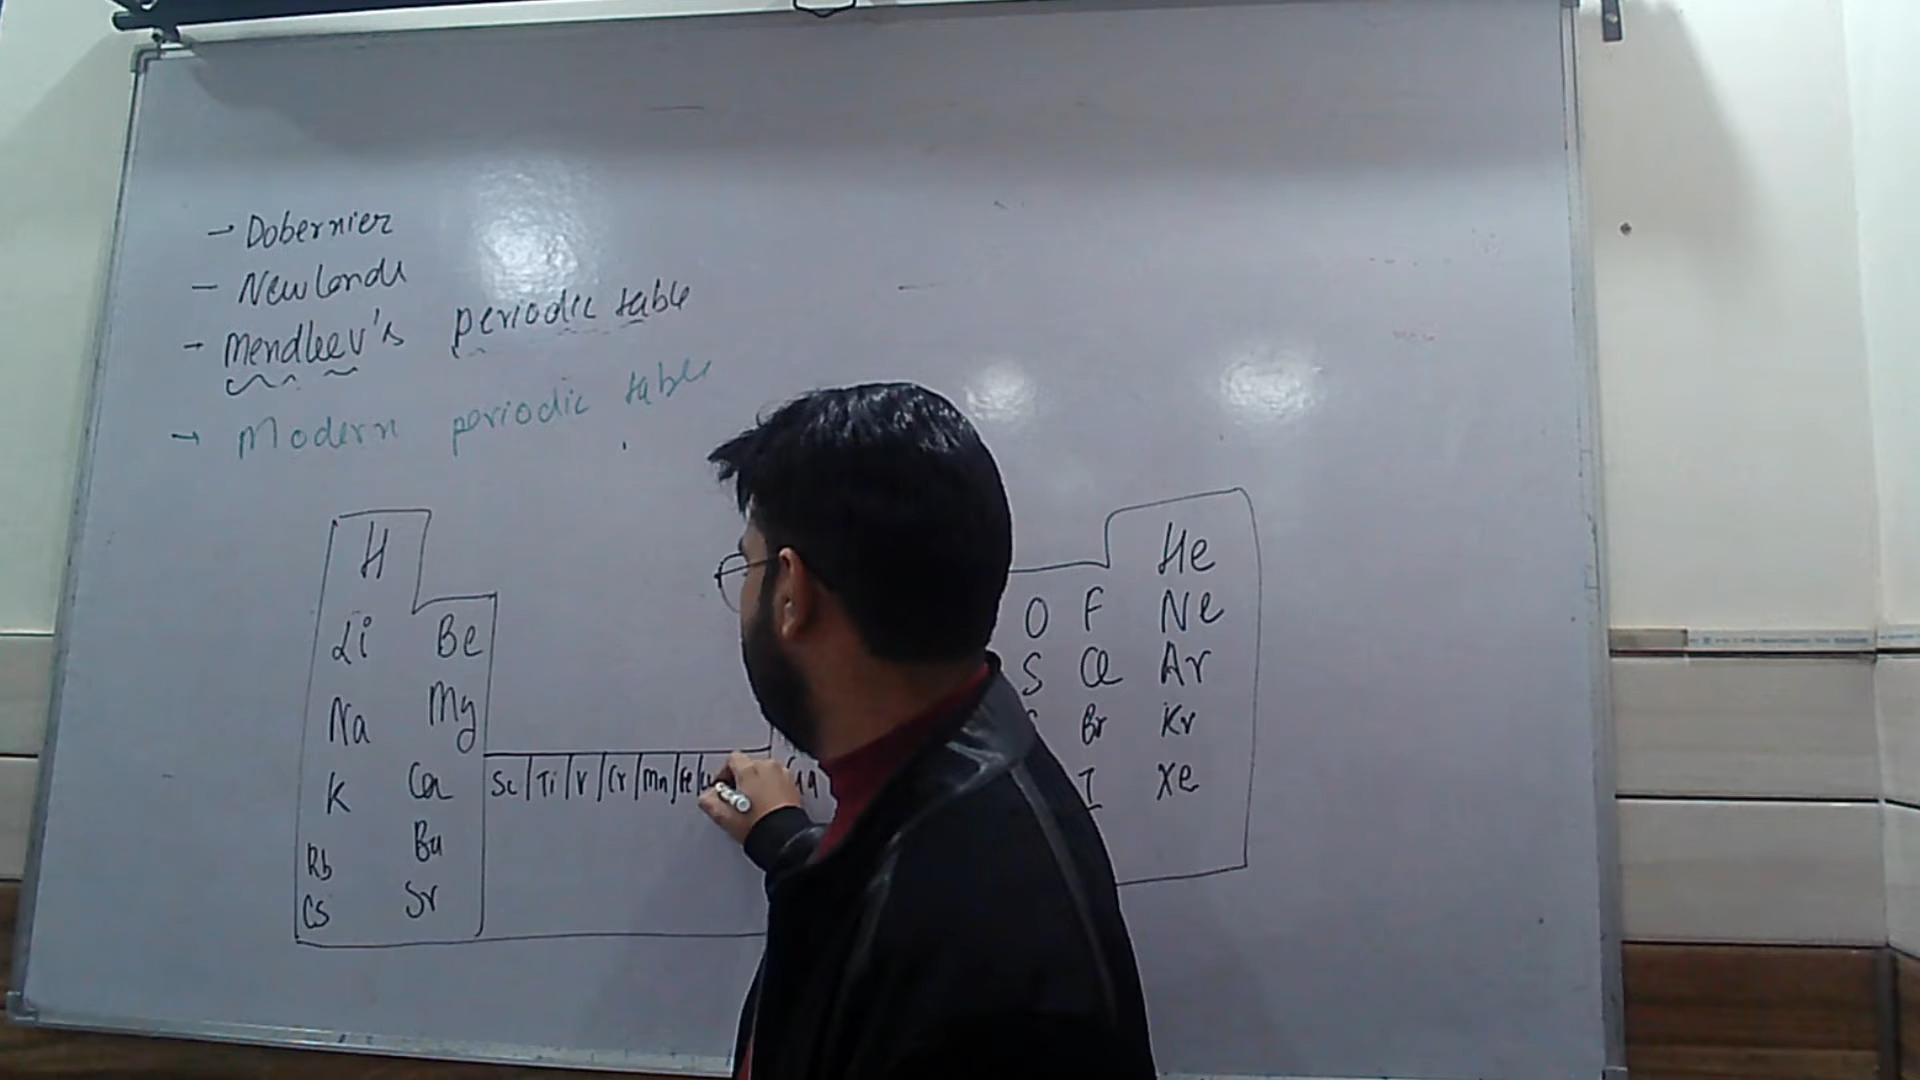 → Dobernier
— Newlands
→ Mendleev's periodic table
→ Modern periodic table
H He
Li Be O F Ne
Na Mg S Cl Ar
K Ca Sc Ti V Cr Mn Fe Ga Br Kr
Rb Ba I Xe
Cs Sr